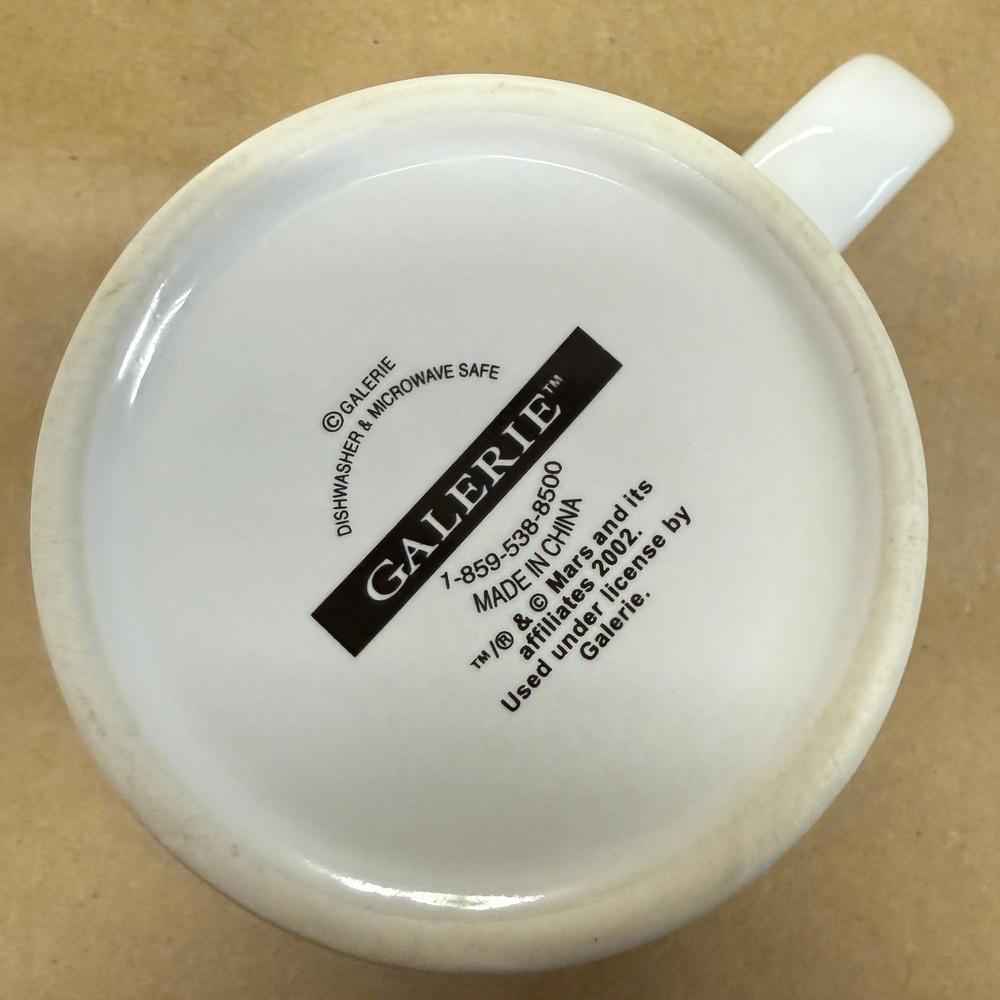 © GALERIE
DISHWASHER & MICROWAVE SAFE
GALERIE™
1-859-538-8500
MADE IN CHINA
™/® & © Mars and its
affiliates 2002.
Used under license by
Galerie.